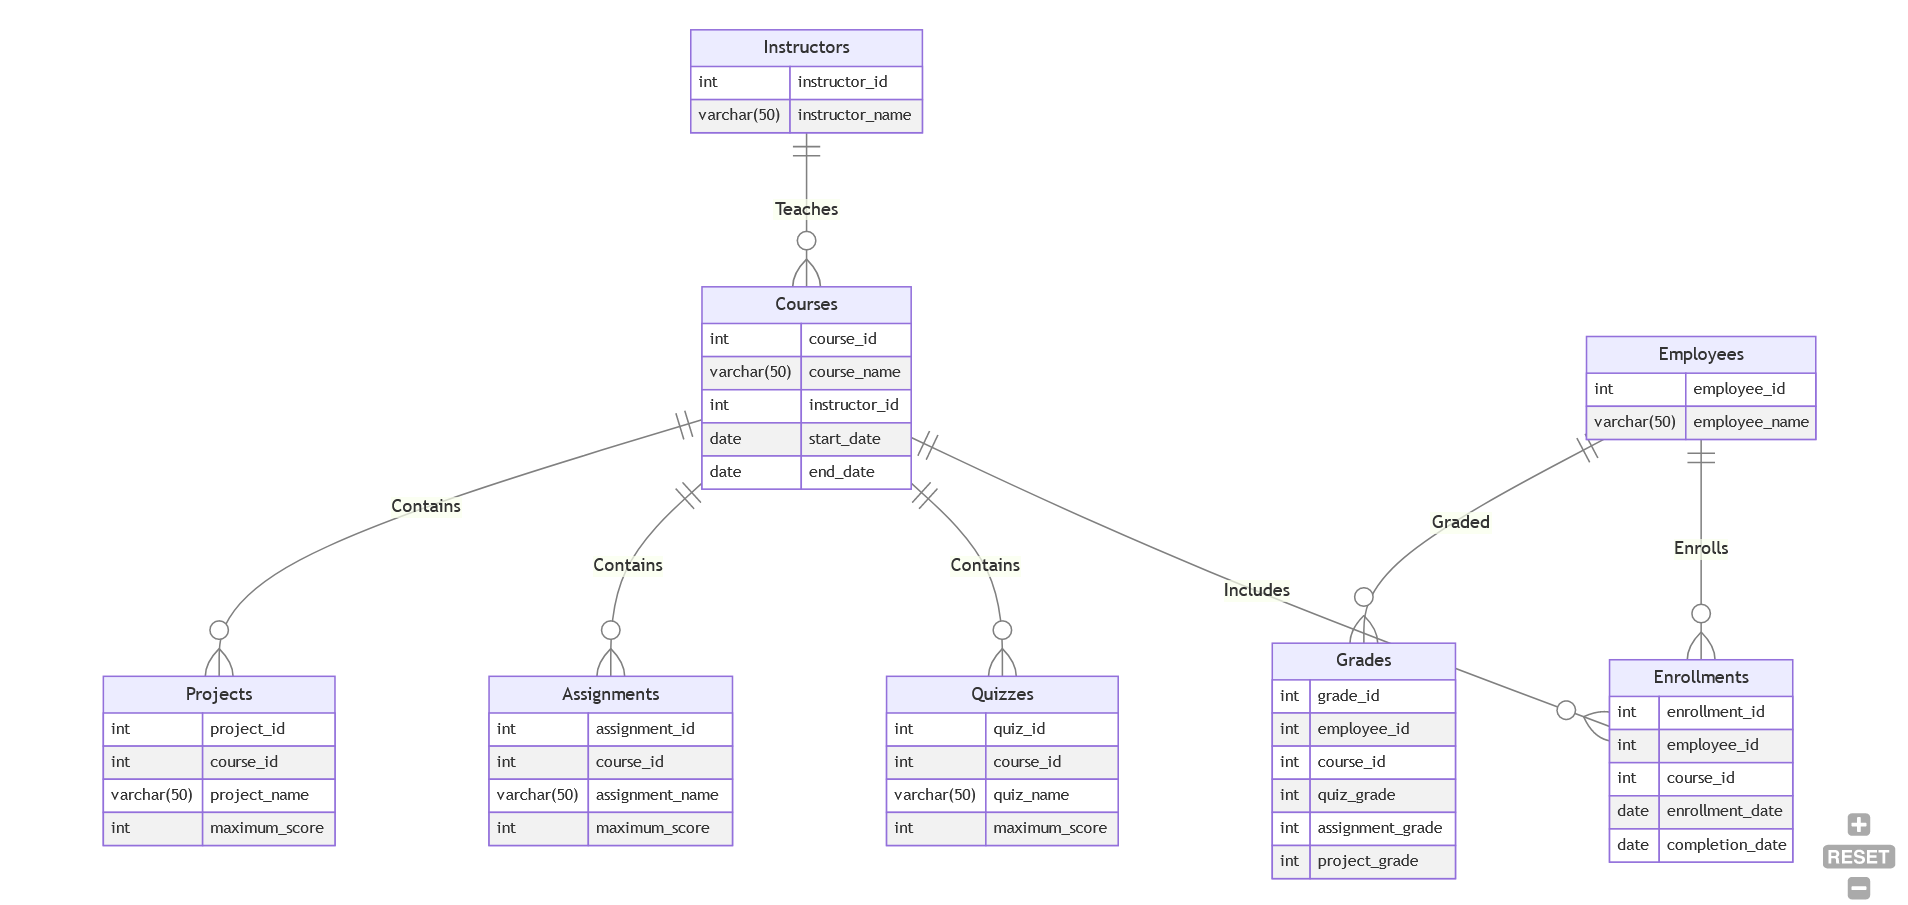 Instructors
int instructor_id
varchar(50) instructor_name
Teaches
Courses
int course_id
varchar(50) course_name
int instructor_id
date start_date
date end_date
Employees
int employee_id
varchar(50) employee_name
Contains
Contains
Contains
Includes
Graded
Enrolls
Projects
int project_id
int course_id
varchar(50) project_name
int maximum_score
Assignments
int assignment_id
int course_id
varchar(50) assignment_name
int maximum_score
Quizzes
int quiz_id
int course_id
varchar(50) quiz_name
int maximum_score
Grades
int grade_id
int employee_id
int course_id
int quiz_grade
int assignment_grade
int project_grade
Enrollments
int enrollment_id
int employee_id
int course_id
date enrollment_date
date completion_date
RESET